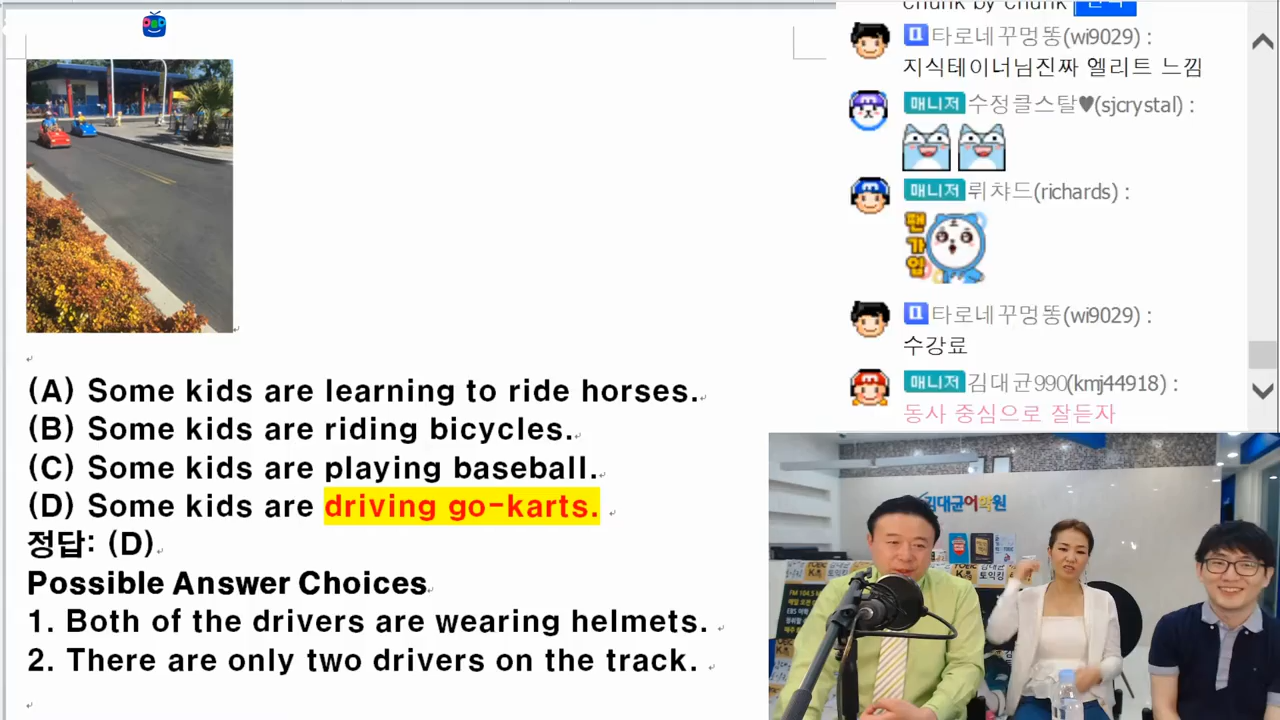 (A) Some kids are learning to ride horses.
(B) Some kids are riding bicycles.
(C) Some kids are playing baseball.
(D) Some kids are driving go-karts.
정답: (D)
Possible Answer Choices
1. Both of the drivers are wearing helmets.
2. There are only two drivers on the track.
chunk by chunk
타로네꾸멍똥(wi9029) :
지식테이너님진짜 엘리트 느낌
매니저 수정클스탈♥(sjcrystal) :
매니저 뤼챠드(richards) :
팬
가
입
타로네꾸멍똥(wi9029) :
수강료
매니저 김대균990(kmj44918) :
동사 중심으로 잘듣자
김대균어학원
토익킹